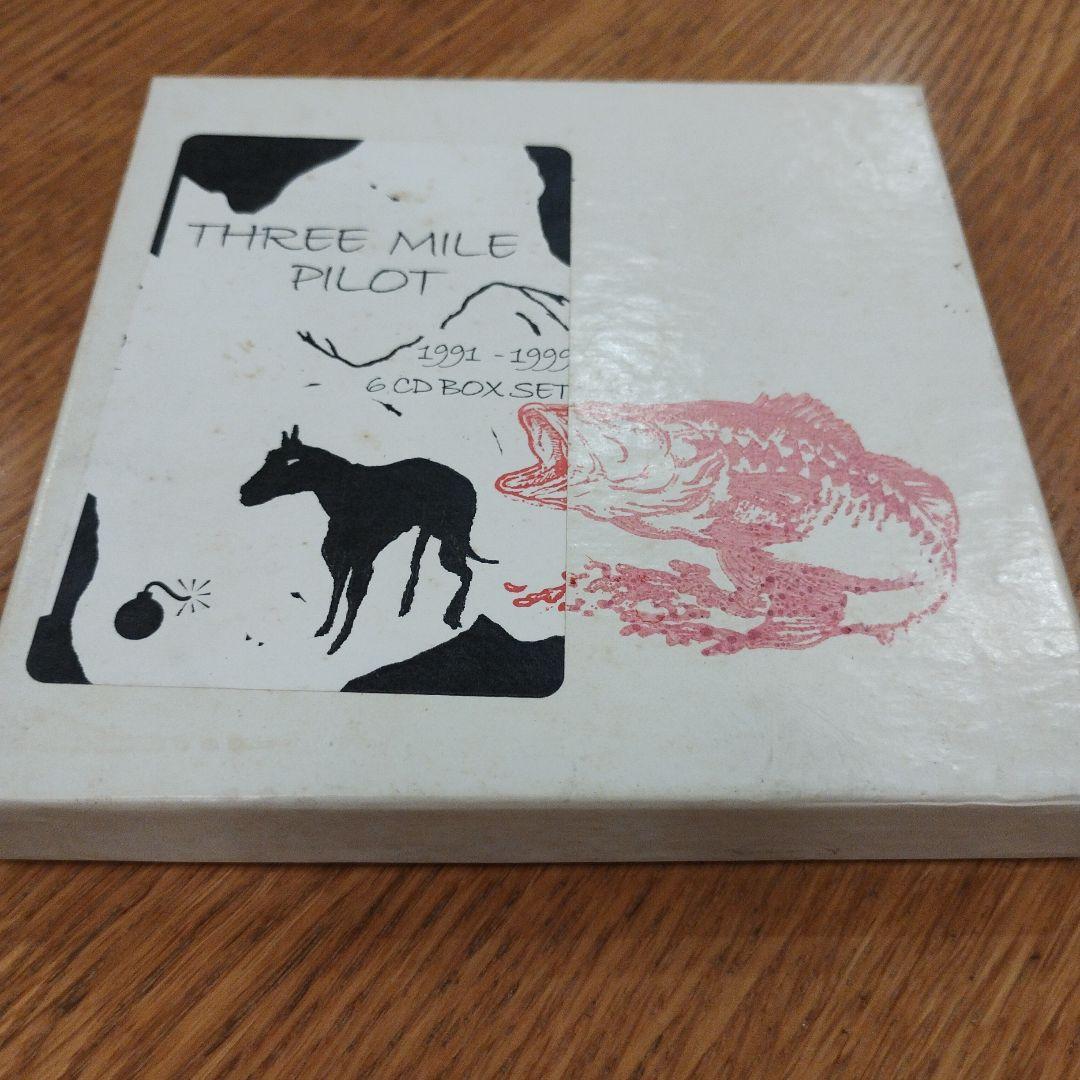 THREE MILE
PILOT
1991 - 1999
6 CD BOX SET